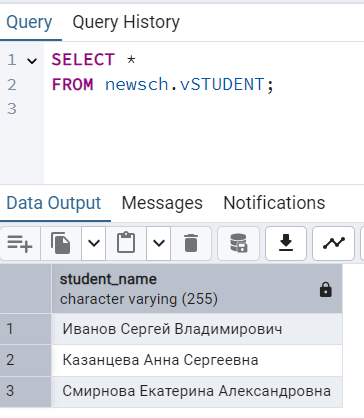 Query Query History
1 SELECT *
2 FROM newsch.vSTUDENT;
3
Data Output Messages Notifications
student_name
character varying (255)
1 Иванов Сергей Владимирович
2 Казанцева Анна Сергеевна
3 Смирнова Екатерина Александровна